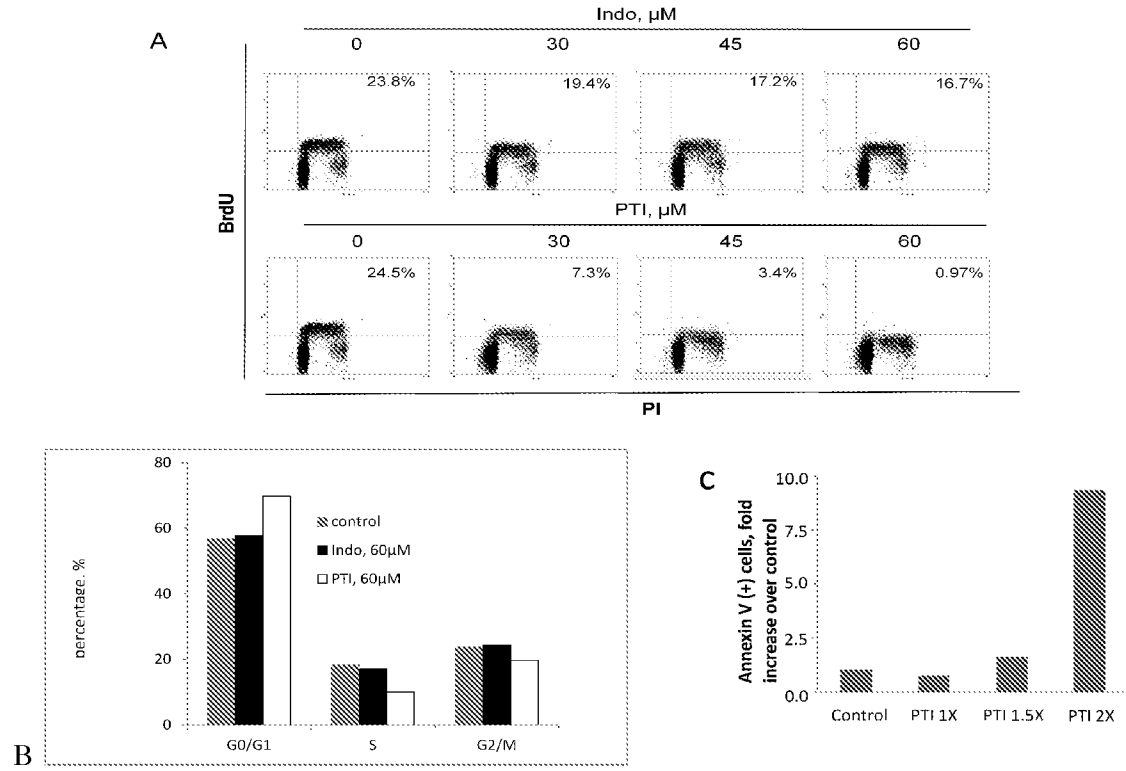 A
Indo, µM
0 30 45 60
23.8% 19.4% 17.2% 16.7%
BrdU
PTI, µM
0 30 45 60
24.5% 7.3% 3.4% 0.97%
PI
B
percentage, %
80
60
40
20
0
control
Indo, 60µM
PTI, 60µM
G0/G1 S G2/M
C
Annexin V (+) cells, fold
increase over control
10.0
7.5
5.0
2.5
0.0
Control PTI 1X PTI 1.5X PTI 2X